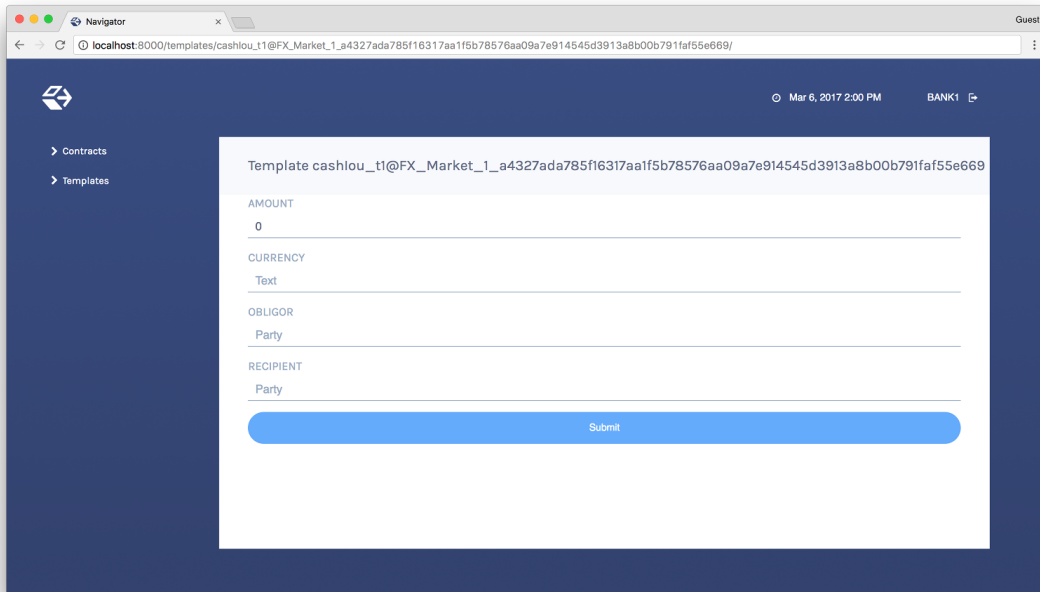 Navigator
Guest
localhost:8000/templates/cashIou_t1@FX_Market_1_a4327ada785f16317aa1f5b78576aa09a7e914545d3913a8b00b791faf55e669/
Mar 6, 2017 2:00 PM
BANK1
Contracts
Templates
Template cashIou_t1@FX_Market_1_a4327ada785f16317aa1f5b78576aa09a7e914545d3913a8b00b791faf55e669
AMOUNT
0
CURRENCY
Text
OBLIGOR
Party
RECIPIENT
Party
Submit